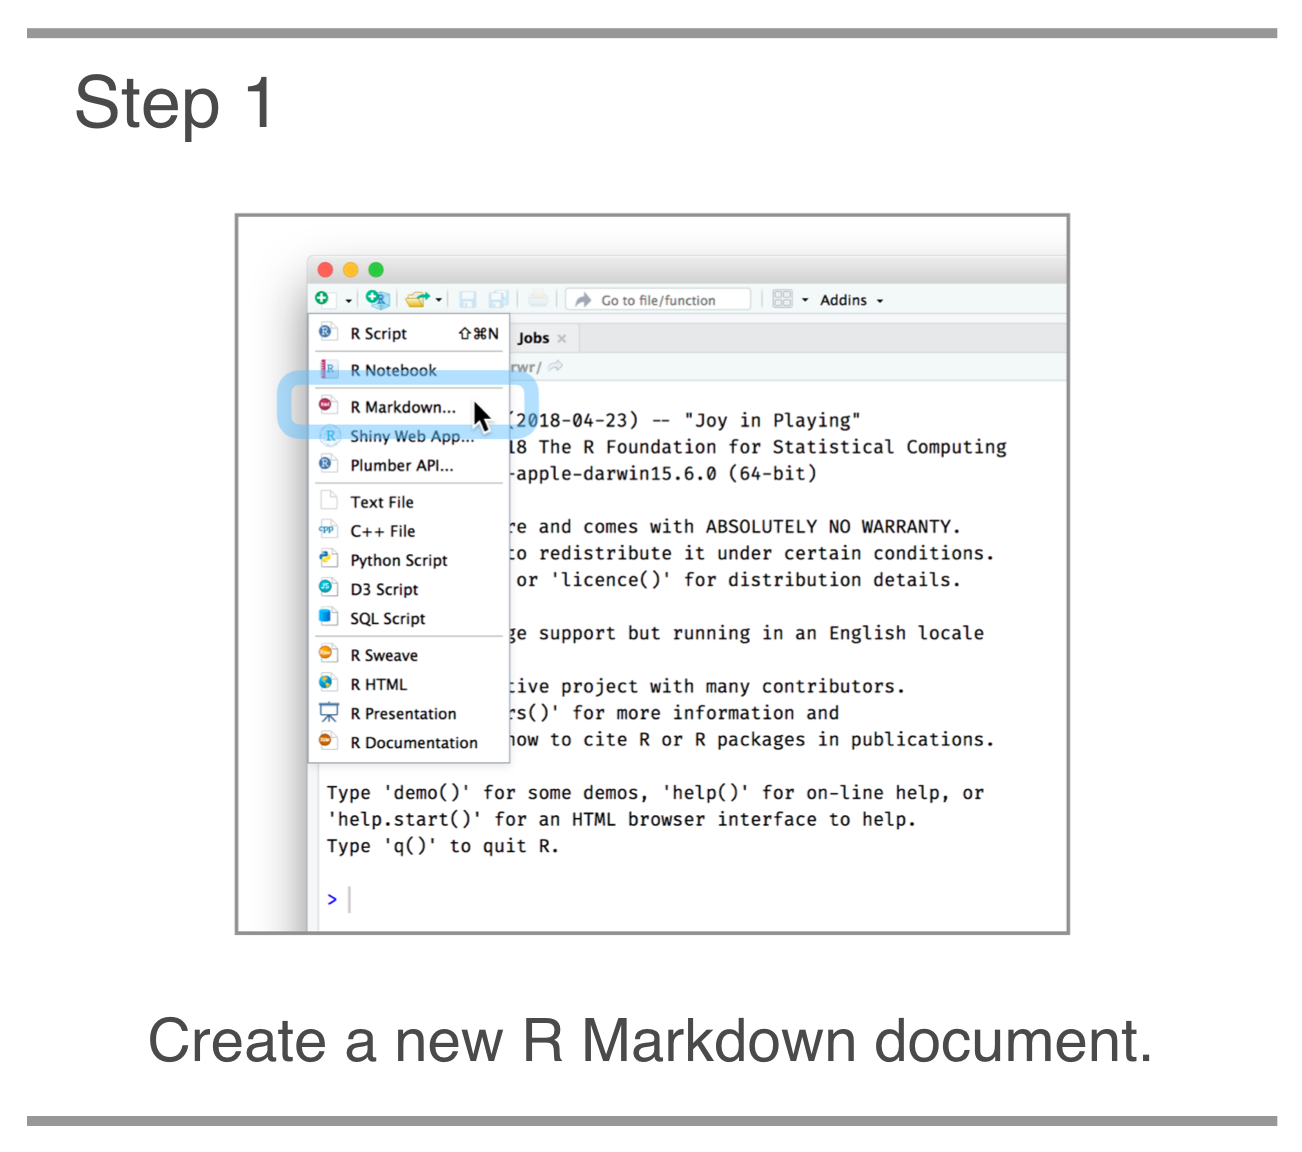 Step 1
Go to file/function
Addins
R Script ⇧⌘N
Jobs ×
R Notebook
rwr/
R Markdown...
(2018-04-23) -- "Joy in Playing"
Shiny Web App...
18 The R Foundation for Statistical Computing
Plumber API...
-apple-darwin15.6.0 (64-bit)
Text File
re and comes with ABSOLUTELY NO WARRANTY.
C++ File
to redistribute it under certain conditions.
Python Script
or 'licence()' for distribution details.
D3 Script
SQL Script
ge support but running in an English locale
R Sweave
R HTML
tive project with many contributors.
R Presentation
rs()' for more information and
R Documentation
how to cite R or R packages in publications.
Type 'demo()' for some demos, 'help()' for on-line help, or
'help.start()' for an HTML browser interface to help.
Type 'q()' to quit R.
>
Create a new R Markdown document.